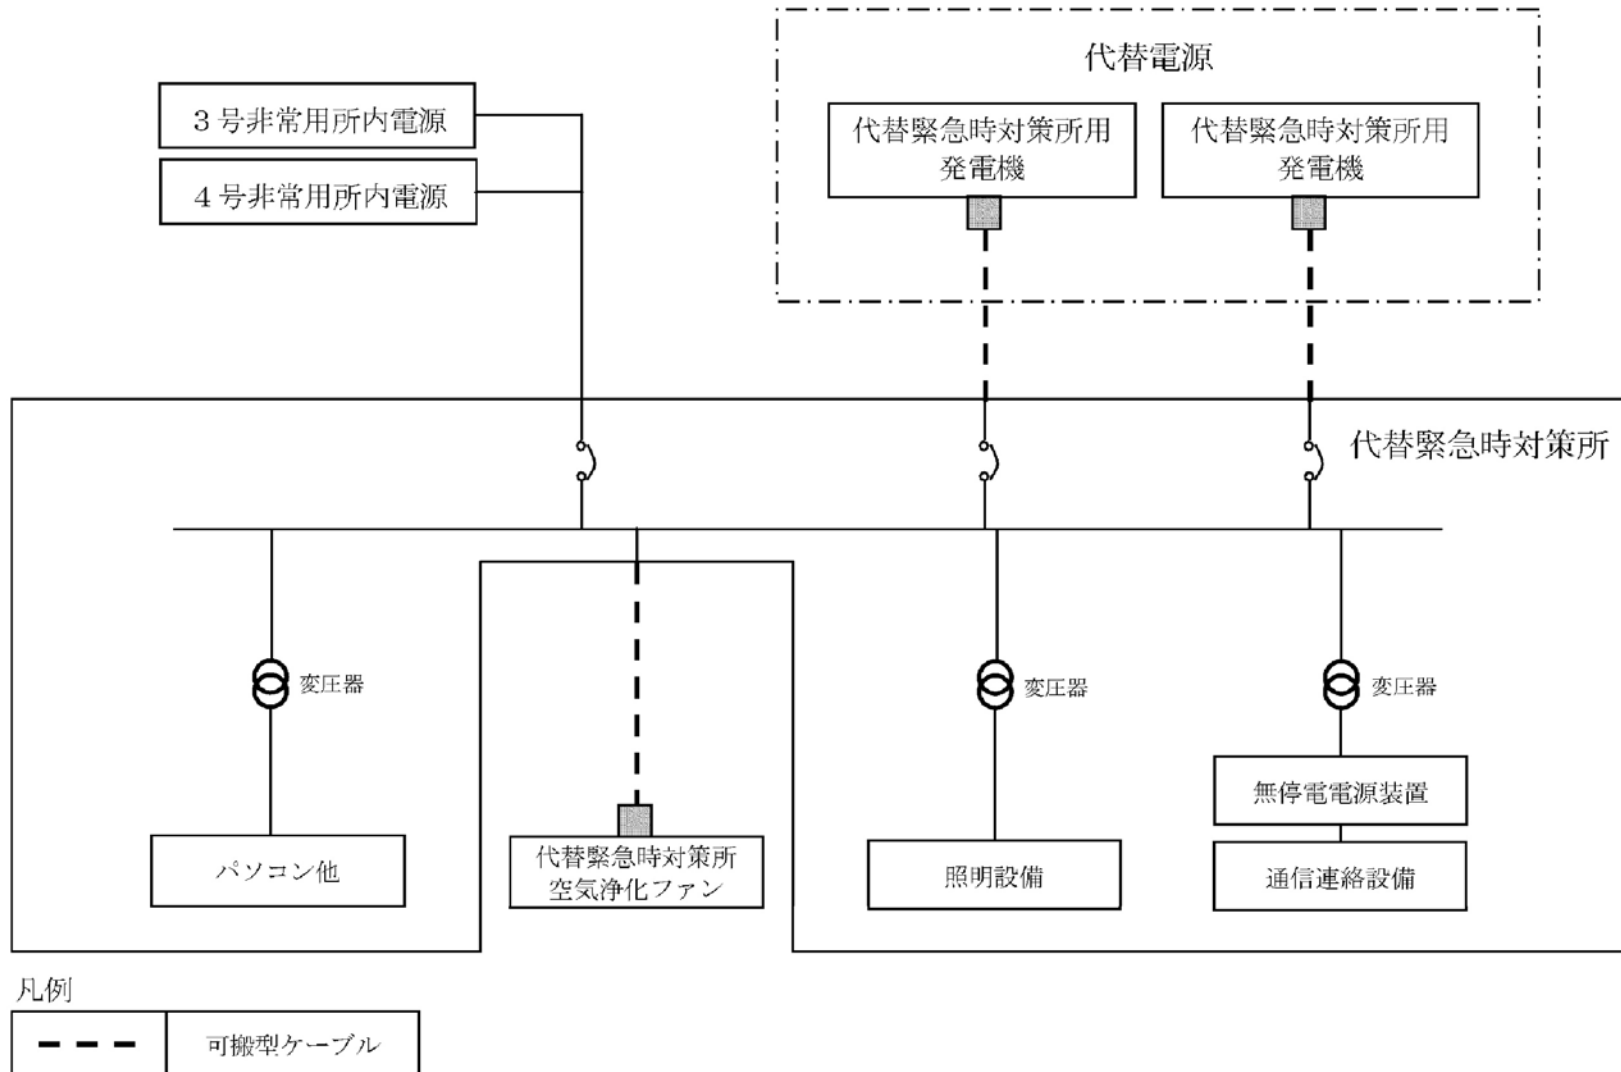 代替電源
3号非常用所内電源
4号非常用所内電源
代替緊急時対策所用
発電機
代替緊急時対策所用
発電機
代替緊急時対策所
変圧器
変圧器
変圧器
無停電電源装置
パソコン他
代替緊急時対策所
空気浄化ファン
照明設備
通信連絡設備
凡例
可搬型ケーブル